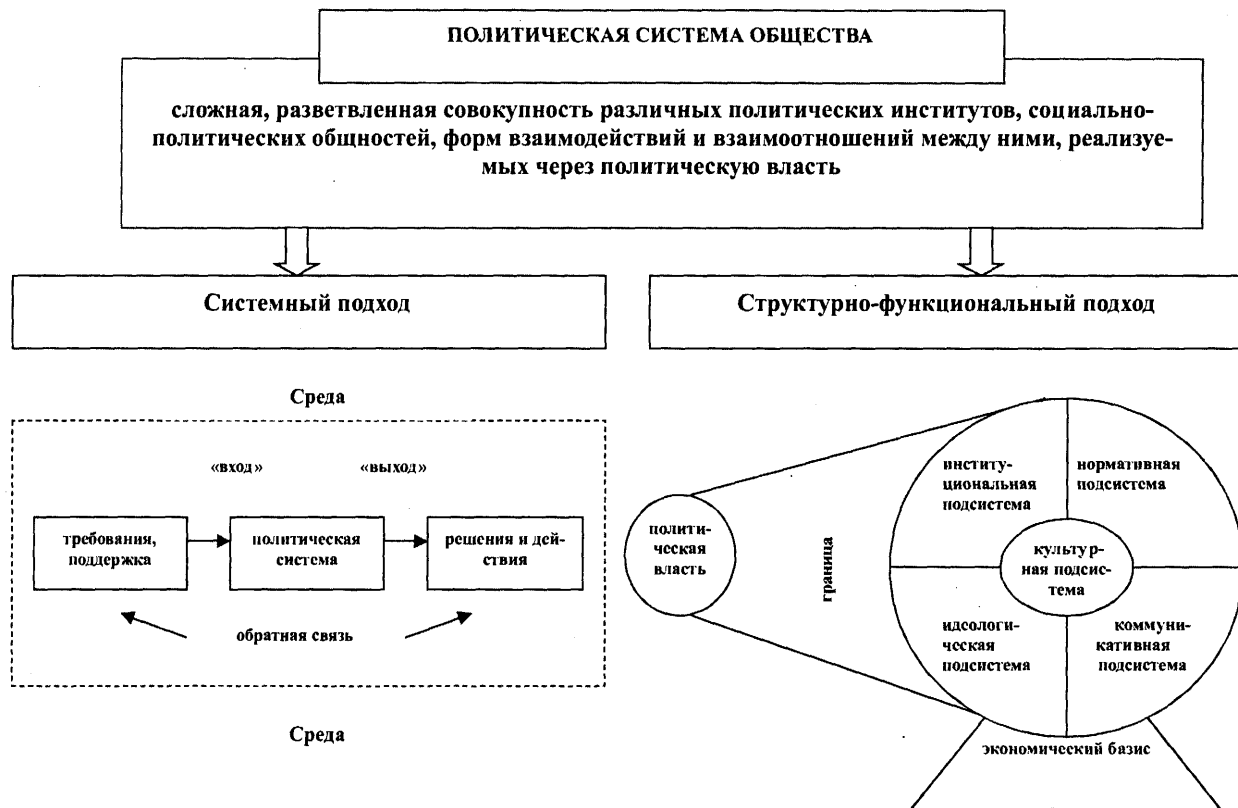 ПОЛИТИЧЕСКАЯ СИСТЕМА ОБЩЕСТВА
сложная, разветвленная совокупность различных политических институтов, социально-
политических общностей, форм взаимодействий и взаимоотношений между ними, реализуе-
мых через политическую власть
Системный подход
Структурно-функциональный подход
Среда
«вход»
«выход»
требования,
поддержка
политическая
система
решения и дей-
ствия
обратная связь
Среда
полити-
ческая
власть
граница
институ-
циональная
подсистема
нормативная
подсистема
культур-
ная подсис-
тема
идеологи-
ческая
подсистема
коммуни-
кативная
подсистема
экономический базис